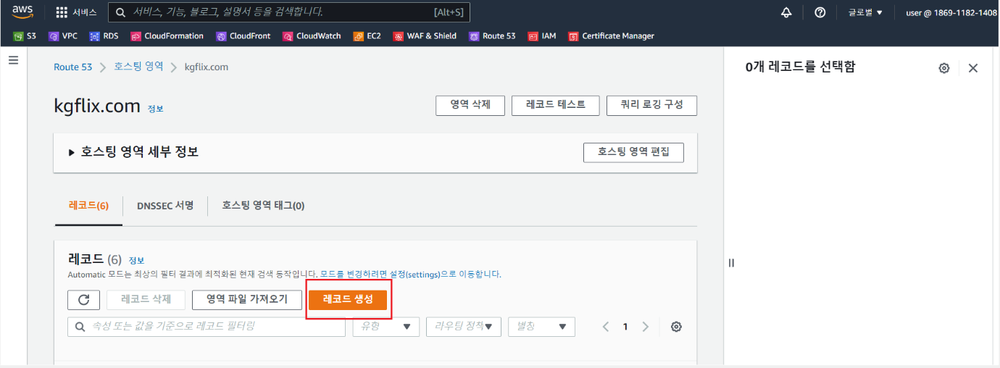 aws 서비스 서비스, 기능, 블로그, 설명서 등을 검색합니다. [Alt+S] 글로벌 ▼ user @ 1869-1182-1408
S3 VPC RDS CloudFormation CloudFront CloudWatch EC2 WAF & Shield Route 53 IAM Certificate Manager
Route 53 > 호스팅 영역 > kgflix.com
0개 레코드를 선택함
kgflix.com 정보 영역 삭제 레코드 테스트 쿼리 로깅 구성
▶ 호스팅 영역 세부 정보 호스팅 영역 편집
레코드(6) DNSSEC 서명 호스팅 영역 태그(0)
레코드 (6) 정보
Automatic 모드는 최상의 필터 결과에 최적화된 현재 검색 동작입니다. 모드를 변경하려면 설정(settings)으로 이동합니다.
레코드 삭제 영역 파일 가져오기 레코드 생성
속성 또는 값을 기준으로 레코드 필터링 유형 ▼ 라우팅 정책 ▼ 별칭 ▼ < 1 >